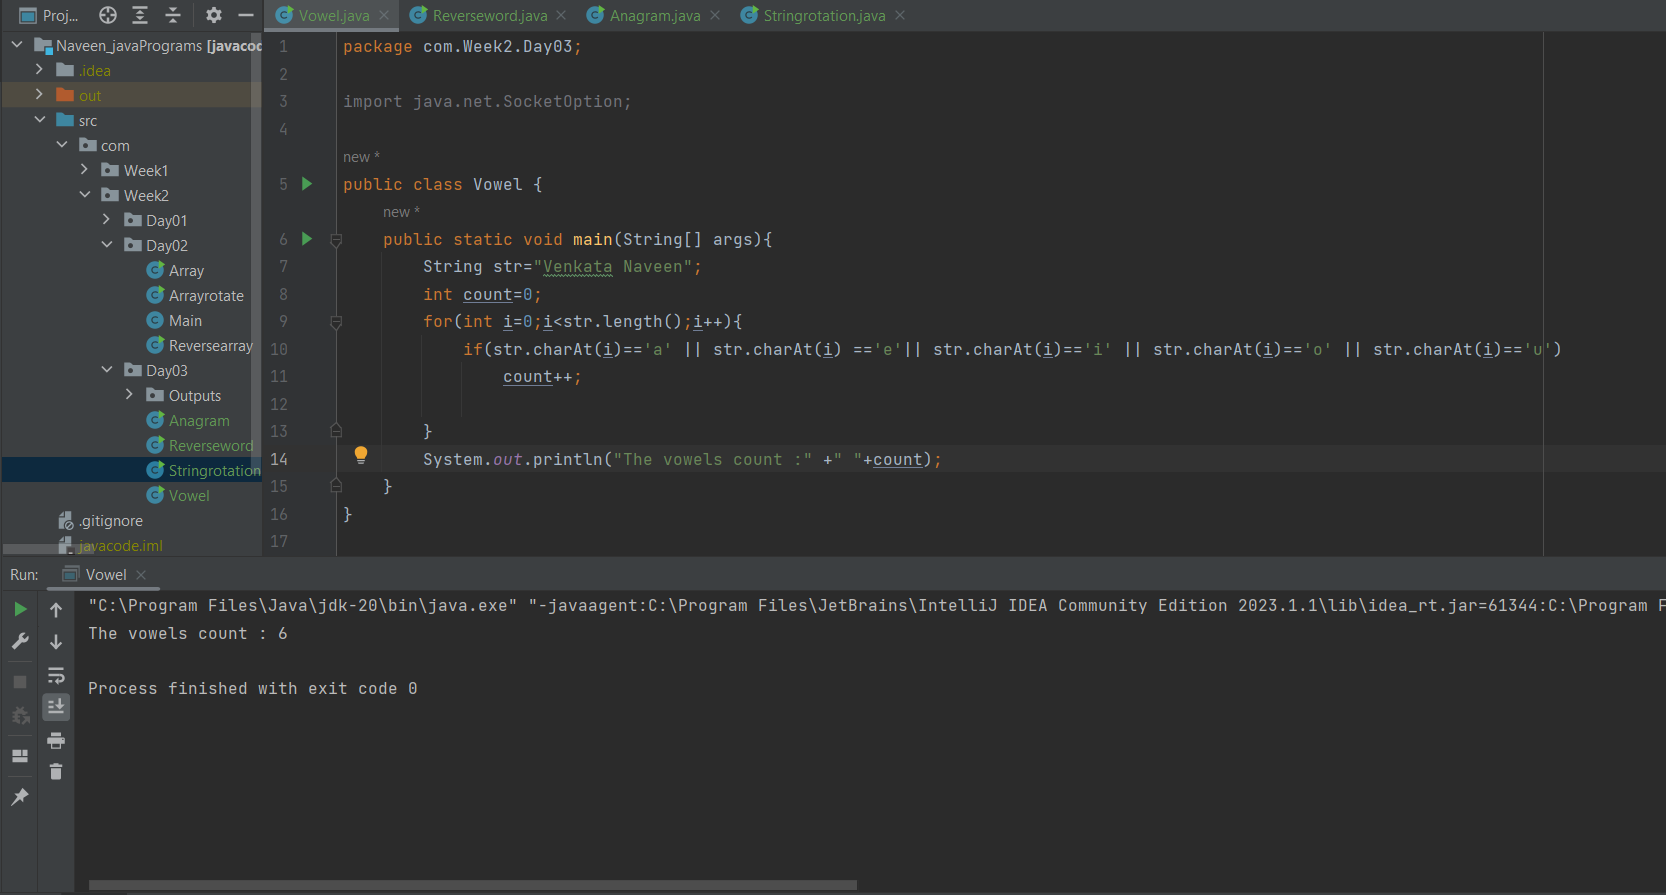 Proj...
Vowel.java
Reverseword.java
Anagram.java
Stringrotation.java
Naveen_javaPrograms [javacod
.idea
out
src
com
Week1
Week2
Day01
Day02
Array
Arrayrotate
Main
Reversearray
Day03
Outputs
Anagram
Reverseword
Stringrotation
Vowel
.gitignore
javacode.iml
1 package com.Week2.Day03;
2
3 import java.net.SocketOption;
4
new *
5 public class Vowel {
new *
6 public static void main(String[] args){
7 String str="Venkata Naveen";
8 int count=0;
9 for(int i=0;i<str.length();i++){
10 if(str.charAt(i)=='a' || str.charAt(i) =='e'|| str.charAt(i)=='i' || str.charAt(i)=='o' || str.charAt(i)=='u')
11 count++;
12
13 }
14 System.out.println("The vowels count :" +" "+count);
15 }
16 }
17
Run: Vowel
"C:\Program Files\Java\jdk-20\bin\java.exe" "-javaagent:C:\Program Files\JetBrains\IntelliJ IDEA Community Edition 2023.1.1\lib\idea_rt.jar=61344:C:\Program F
The vowels count : 6
Process finished with exit code 0